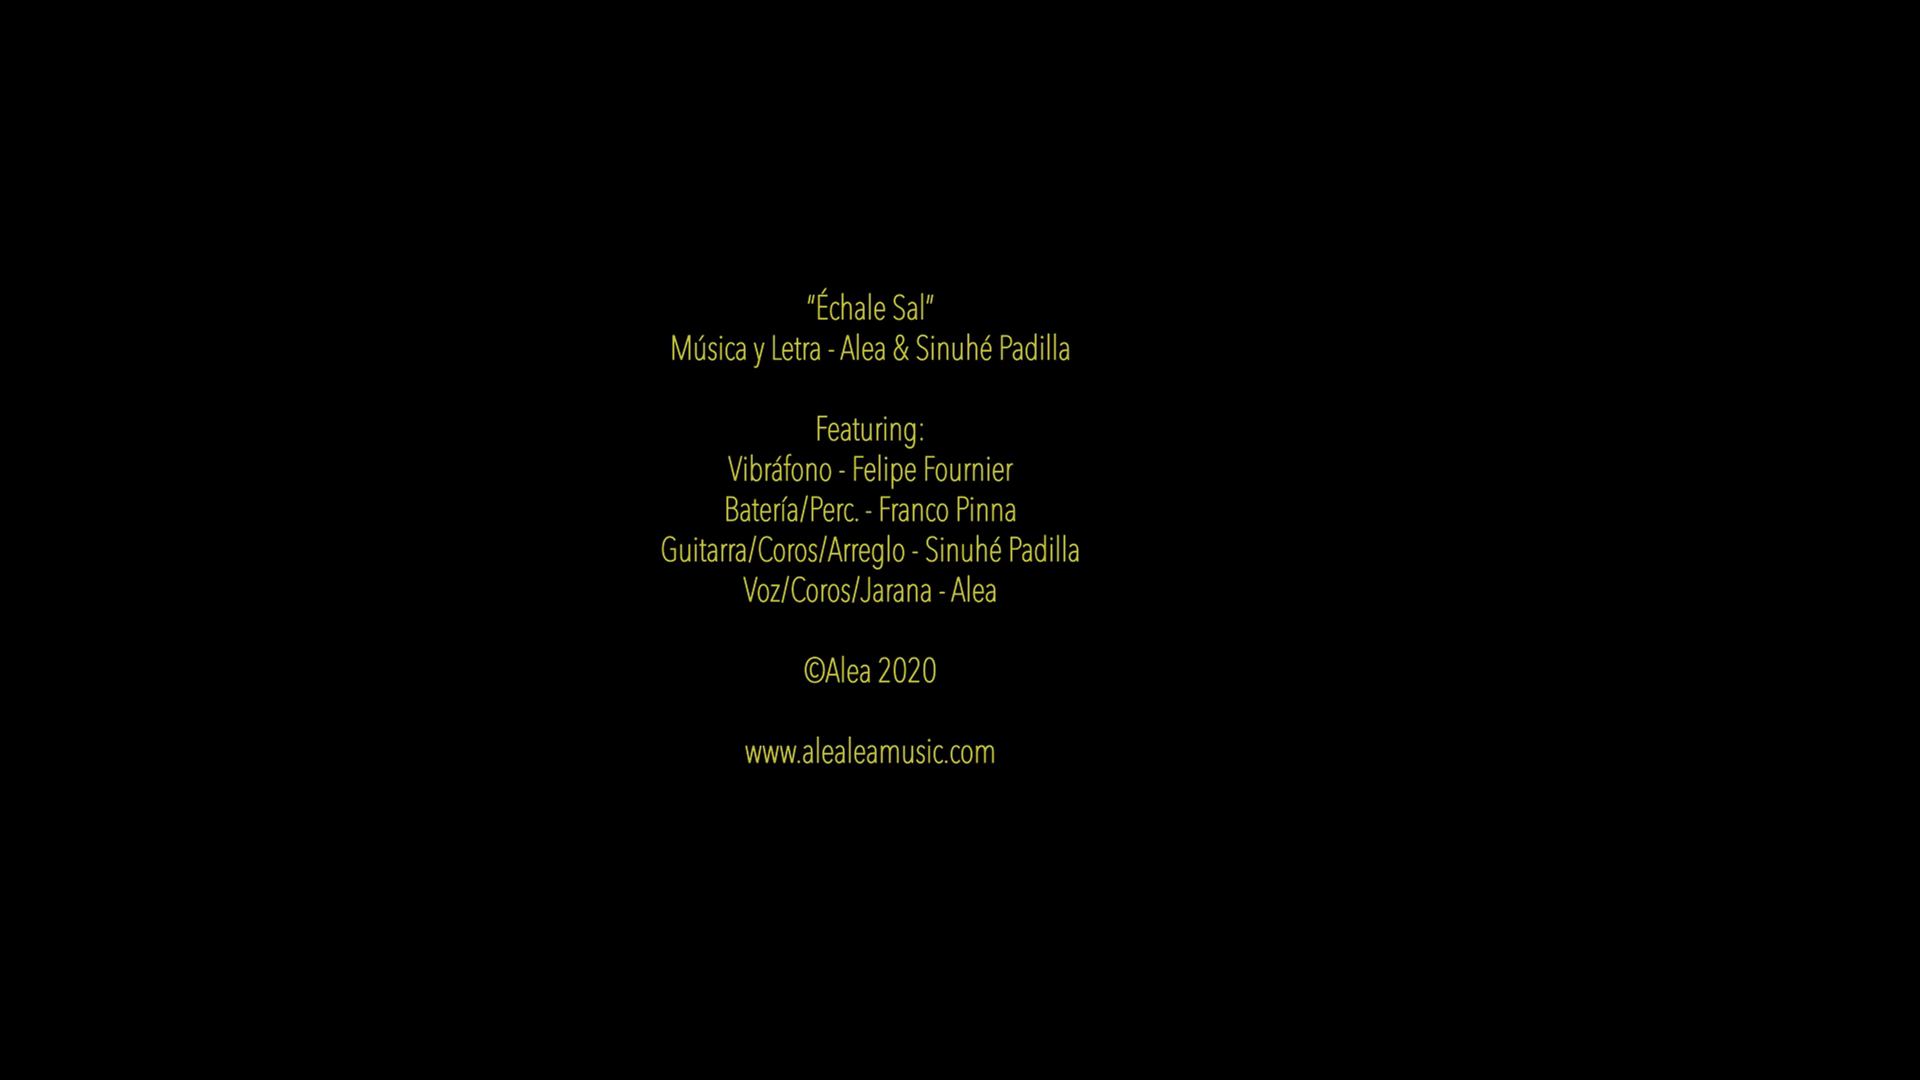 "Échale Sal"
Música y Letra - Alea & Sinuhé Padilla
Featuring:
Vibráfono - Felipe Fournier
Batería/Perc. - Franco Pinna
Guitarra/Coros/Arreglo - Sinuhé Padilla
Voz/Coros/Jarana - Alea
©Alea 2020
www.alealeamusic.com